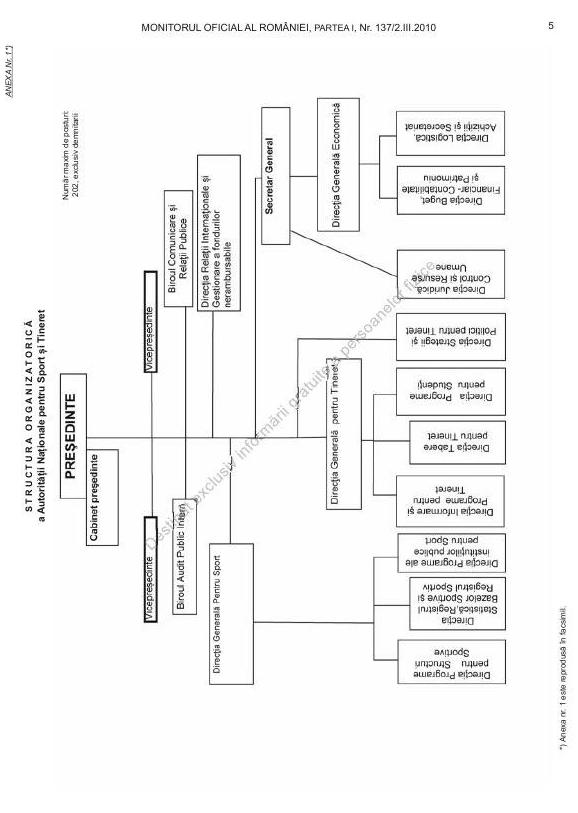 MONITORUL OFICIAL AL ROMÂNIEI, PARTEA I, Nr. 137/2.III.2010
5
ANEXA Nr. 1*)
STRUCTURA ORGANIZATORICĂ
a Autorității Naționale pentru Sport și Tineret
Număr maxim de posturi:
202, exclusiv demnitarii
PREȘEDINTE
Cabinet președinte
Vicepreședinte
Vicepreședinte
Biroul Audit Public Intern
Biroul Comunicare și
Relații Publice
Direcția Relații Internaționale și
Gestionare a fondurilor
nerambursabile
Secretar General
Direcția Generală Economică
Direcția Generală Pentru Sport
Direcția Generală pentru Tineret
Direcția Logistica,
Achiziții și Secretariat
Direcția Buget,
Financiar- Contabilitate
și Patrimoniu
Direcția Juridică,
Control și Resurse
Umane
Direcția Strategii și
Politici pentru Tineret
Direcția Programe
pentru Studenți
Direcția Tabere
pentru Tineret
Direcția Informare și
Programe pentru
Tineret
Direcția Programe ale
instituțiilor publice
pentru Sport
Direcția
Statistică,Registrul
Bazelor Sportive și
Registrul Sportiv
Direcția Programe
pentru Structuri
Sportive
Destinat exclusiv informării gratuite a persoanelor fizice
*) Anexa nr. 1 este reprodusă în facsimil.